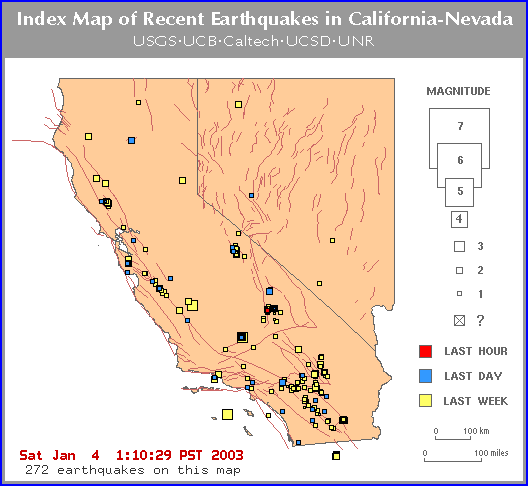 Index Map of Recent Earthquakes in California-Nevada
USGS·UCB·Caltech·UCSD·UNR
MAGNITUDE
7
6
5
4
3
2
1
?
LAST HOUR
LAST DAY
LAST WEEK
0 100 km
0 100 miles
Sat Jan 4 1:10:29 PST 2003
272 earthquakes on this map